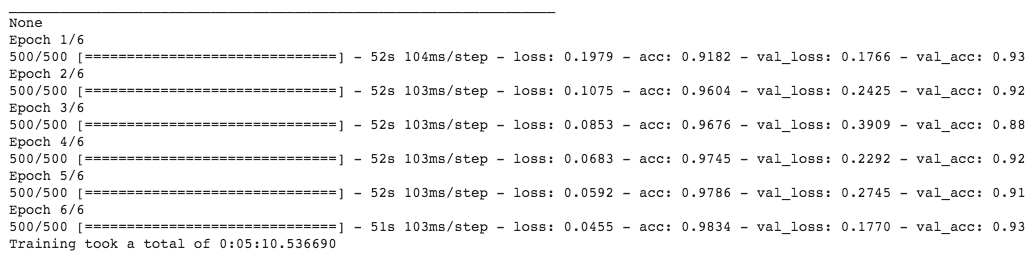 _________________________________________________________________
None
Epoch 1/6
500/500 [==============================] - 52s 104ms/step - loss: 0.1979 - acc: 0.9182 - val_loss: 0.1766 - val_acc: 0.93
Epoch 2/6
500/500 [==============================] - 52s 103ms/step - loss: 0.1075 - acc: 0.9604 - val_loss: 0.2425 - val_acc: 0.92
Epoch 3/6
500/500 [==============================] - 52s 103ms/step - loss: 0.0853 - acc: 0.9676 - val_loss: 0.3909 - val_acc: 0.88
Epoch 4/6
500/500 [==============================] - 52s 103ms/step - loss: 0.0683 - acc: 0.9745 - val_loss: 0.2292 - val_acc: 0.92
Epoch 5/6
500/500 [==============================] - 52s 103ms/step - loss: 0.0592 - acc: 0.9786 - val_loss: 0.2745 - val_acc: 0.91
Epoch 6/6
500/500 [==============================] - 51s 103ms/step - loss: 0.0455 - acc: 0.9834 - val_loss: 0.1770 - val_acc: 0.93
Training took a total of 0:05:10.536690